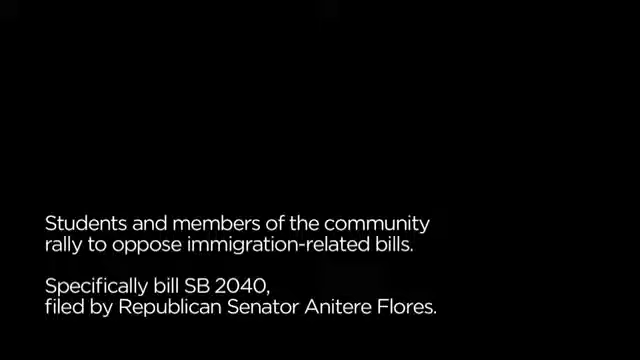 Students and members of the community
rally to oppose immigration-related bills.
Specifically bill SB 2040,
filed by Republican Senator Anitere Flores.